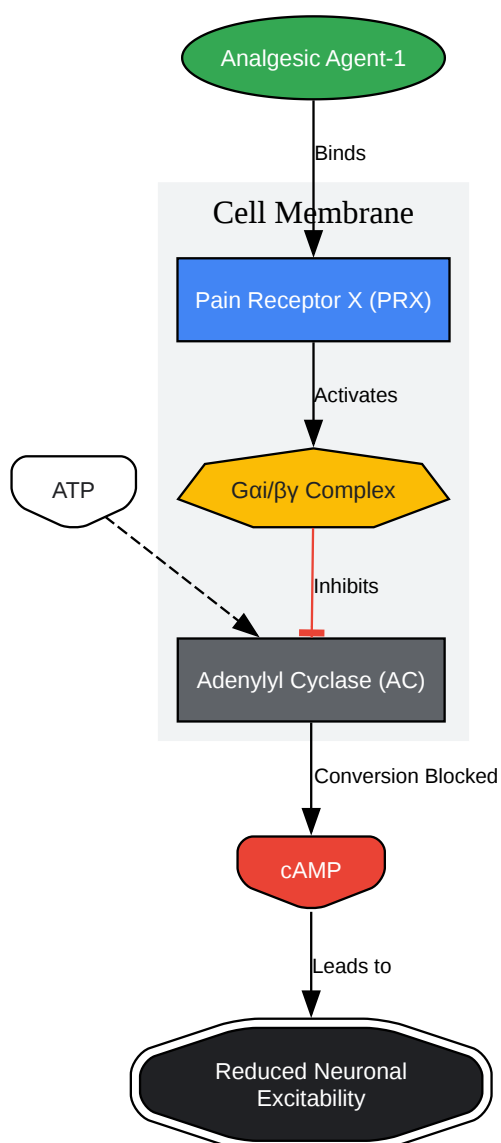 Analgesic Agent-1
Binds
Cell Membrane
Pain Receptor X (PRX)
Activates
Gαi/βγ Complex
ATP
Inhibits
Adenylyl Cyclase (AC)
Conversion Blocked
cAMP
Leads to
Reduced Neuronal
Excitability